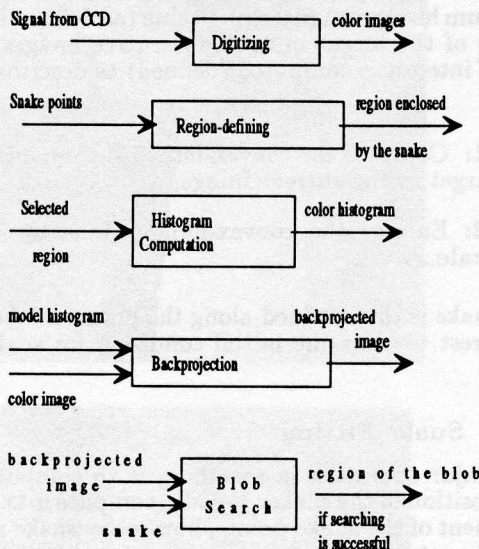 Signal from CCD
Digitizing
color images
Snake points
Region-defining
region enclosed
by the snake
Selected
region
Histogram
Computation
color histogram
model histogram
color image
Backprojection
backprojected
image
backprojected
image
snake
Blob
Search
region of the blob
if searching
is successful